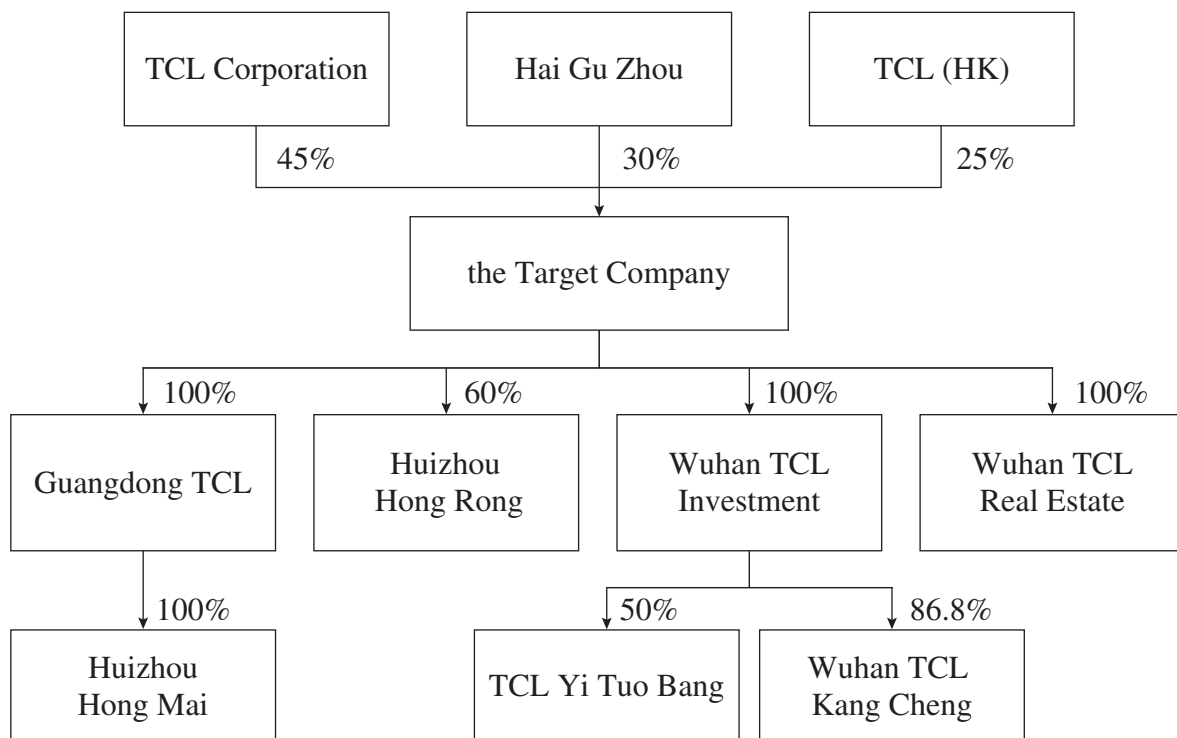 TCL Corporation
Hai Gu Zhou
TCL (HK)
45%
30%
25%
the Target Company
100%
60%
100%
100%
Guangdong TCL
Huizhou
Hong Rong
Wuhan TCL
Investment
Wuhan TCL
Real Estate
100%
50%
86.8%
Huizhou
Hong Mai
TCL Yi Tuo Bang
Wuhan TCL
Kang Cheng